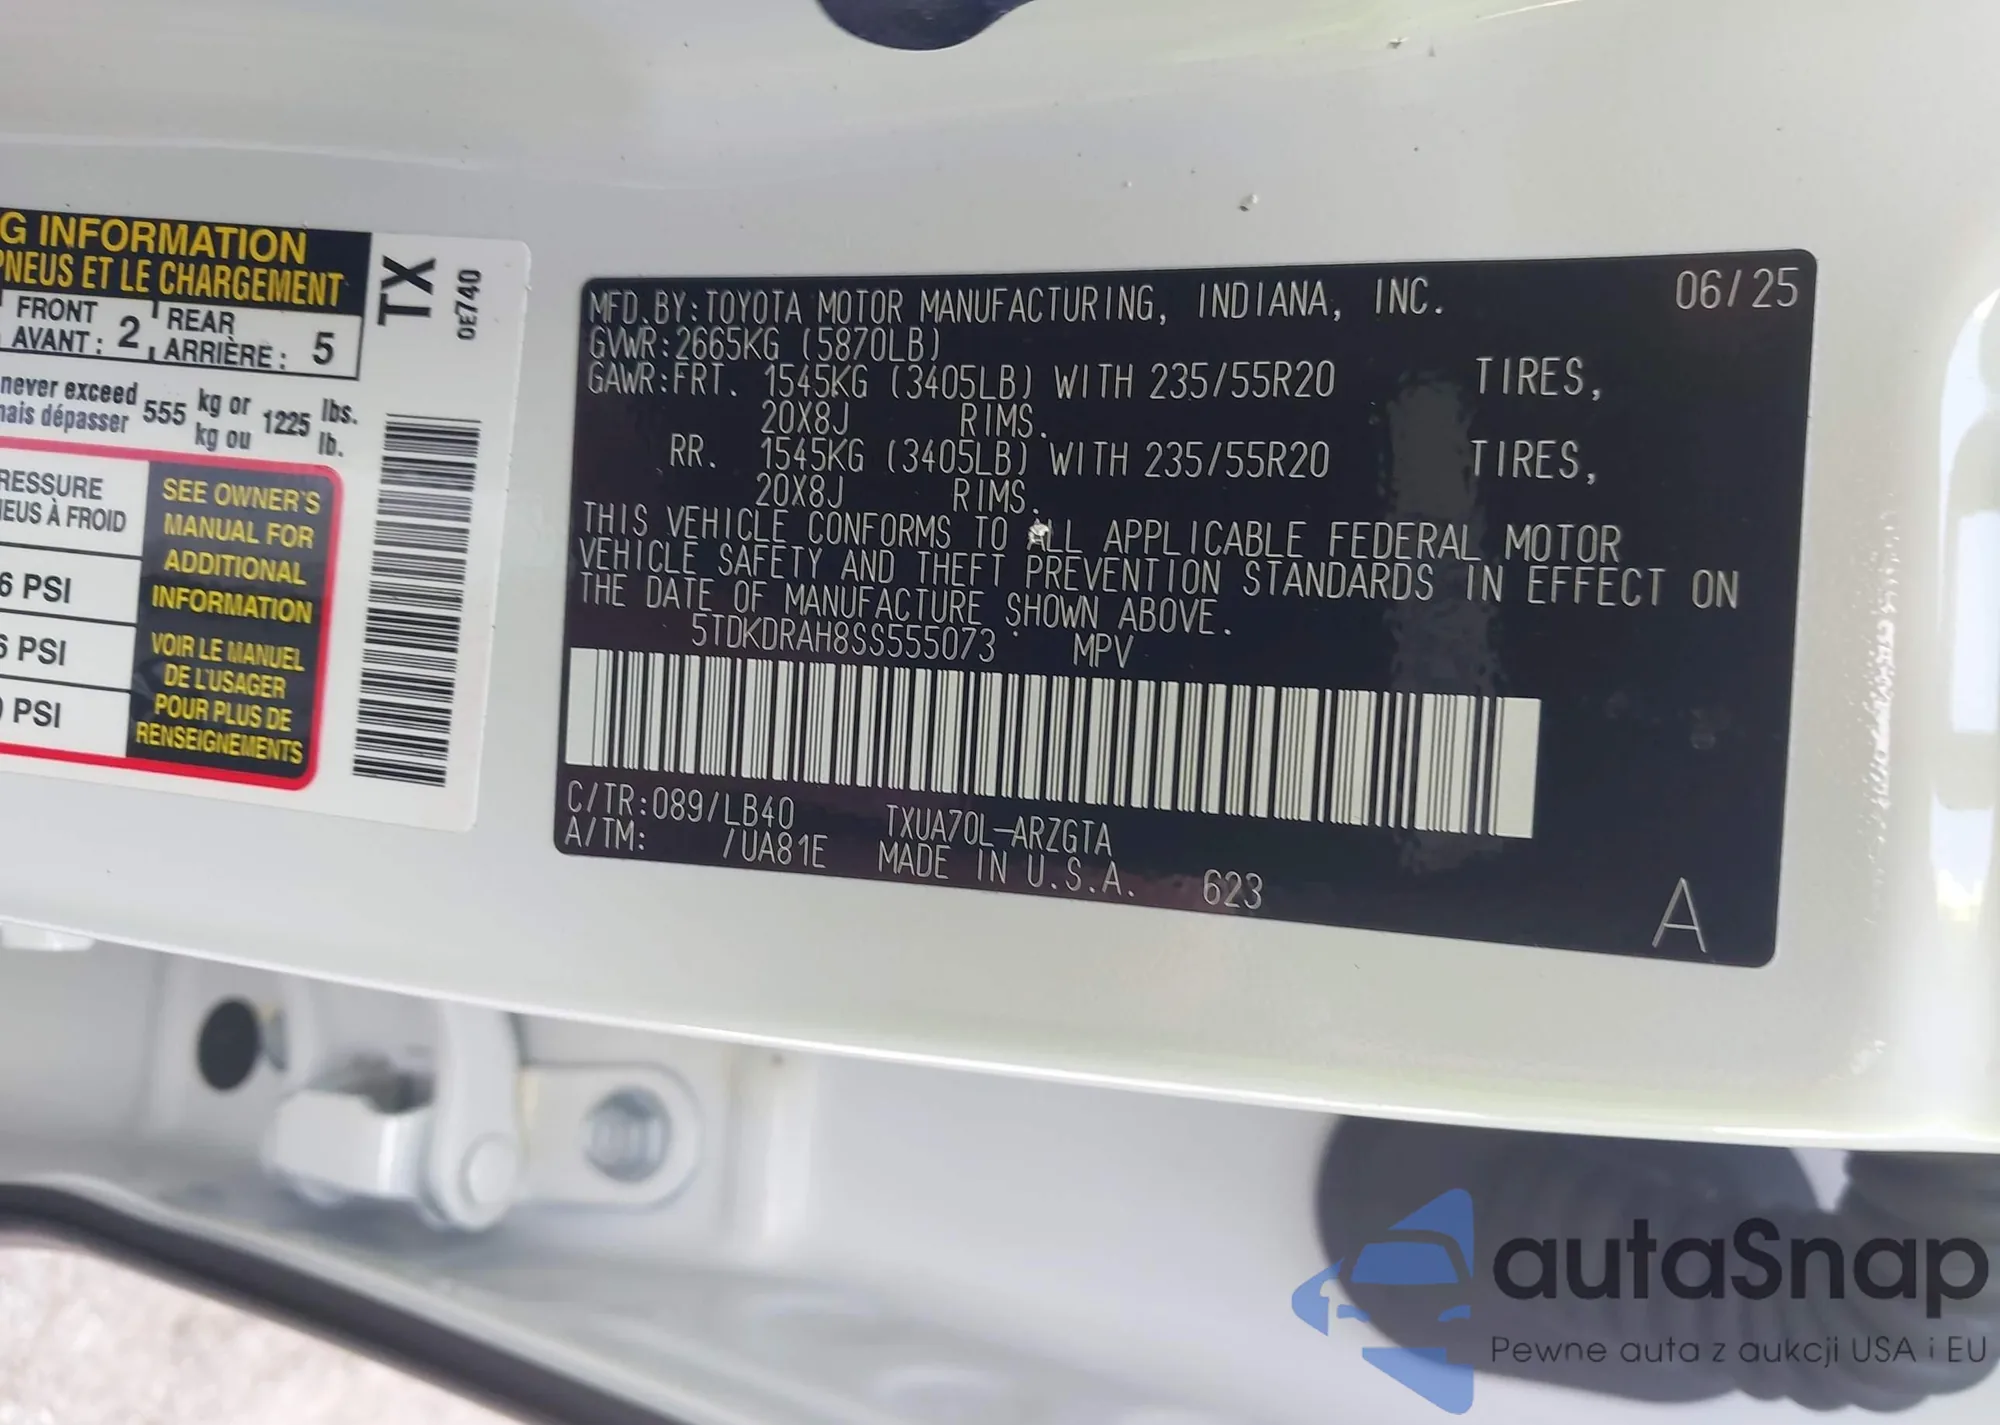 G INFORMATION
PNEUS ET LE CHARGEMENT
FRONT
AVANT : 2
REAR
ARRIÈRE : 5
TX
0E740
never exceed
mais dépasser
555
kg or
kg ou
1225
lbs.
lb.
RESSURE
NEUS À FROID
6 PSI
6 PSI
0 PSI
SEE OWNER'S
MANUAL FOR
ADDITIONAL
INFORMATION
VOIR LE MANUEL
DE L'USAGER
POUR PLUS DE
RENSEIGNEMENTS
MFD.BY:TOYOTA MOTOR MANUFACTURING, INDIANA, INC. 06/25
GVWR:2665KG (5870LB)
GAWR:FRT. 1545KG (3405LB) WITH 235/55R20 TIRES,
20X8J RIMS.
RR. 1545KG (3405LB) WITH 235/55R20 TIRES,
20X8J RIMS.
THIS VEHICLE CONFORMS TO ALL APPLICABLE FEDERAL MOTOR
VEHICLE SAFETY AND THEFT PREVENTION STANDARDS IN EFFECT ON
THE DATE OF MANUFACTURE SHOWN ABOVE.
5TDKDRAH8SS555073 MPV
C/TR:089/LB40 TXUA70L-ARZGTA
A/TM: /UA81E MADE IN U.S.A. 623
A
autaSnap
Pewne auta z aukcji USA i EU